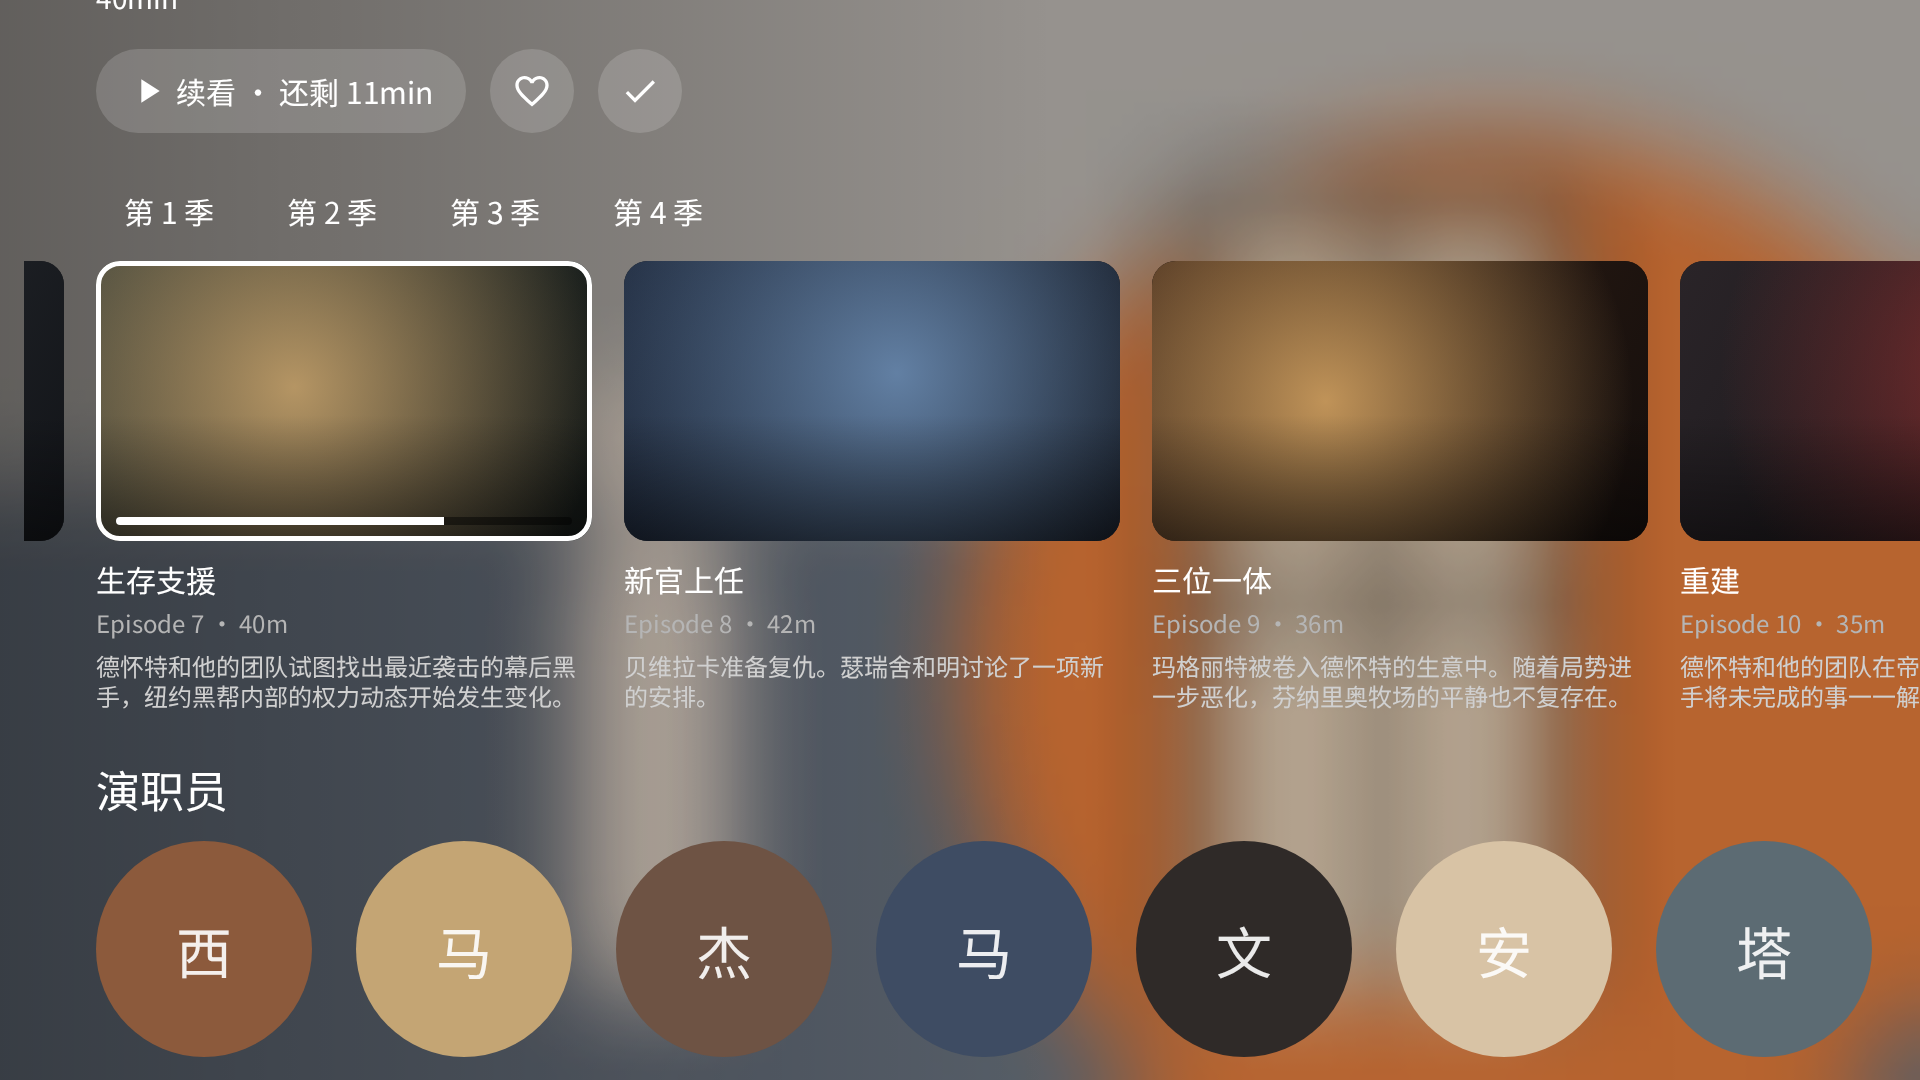 40min
续看 · 还剩 11min
第 1 季
第 2 季
第 3 季
第 4 季
生存支援
Episode 7 · 40m
德怀特和他的团队试图找出最近袭击的幕后黑
手，纽约黑帮内部的权力动态开始发生变化。
新官上任
Episode 8 · 42m
贝维拉卡准备复仇。瑟瑞舍和明讨论了一项新
的安排。
三位一体
Episode 9 · 36m
玛格丽特被卷入德怀特的生意中。随着局势进
一步恶化，芬纳里奥牧场的平静也不复存在。
重建
Episode 10 · 35m
德怀特和他的团队在帝
手将未完成的事一一解
演职员
西
马
杰
马
文
安
塔